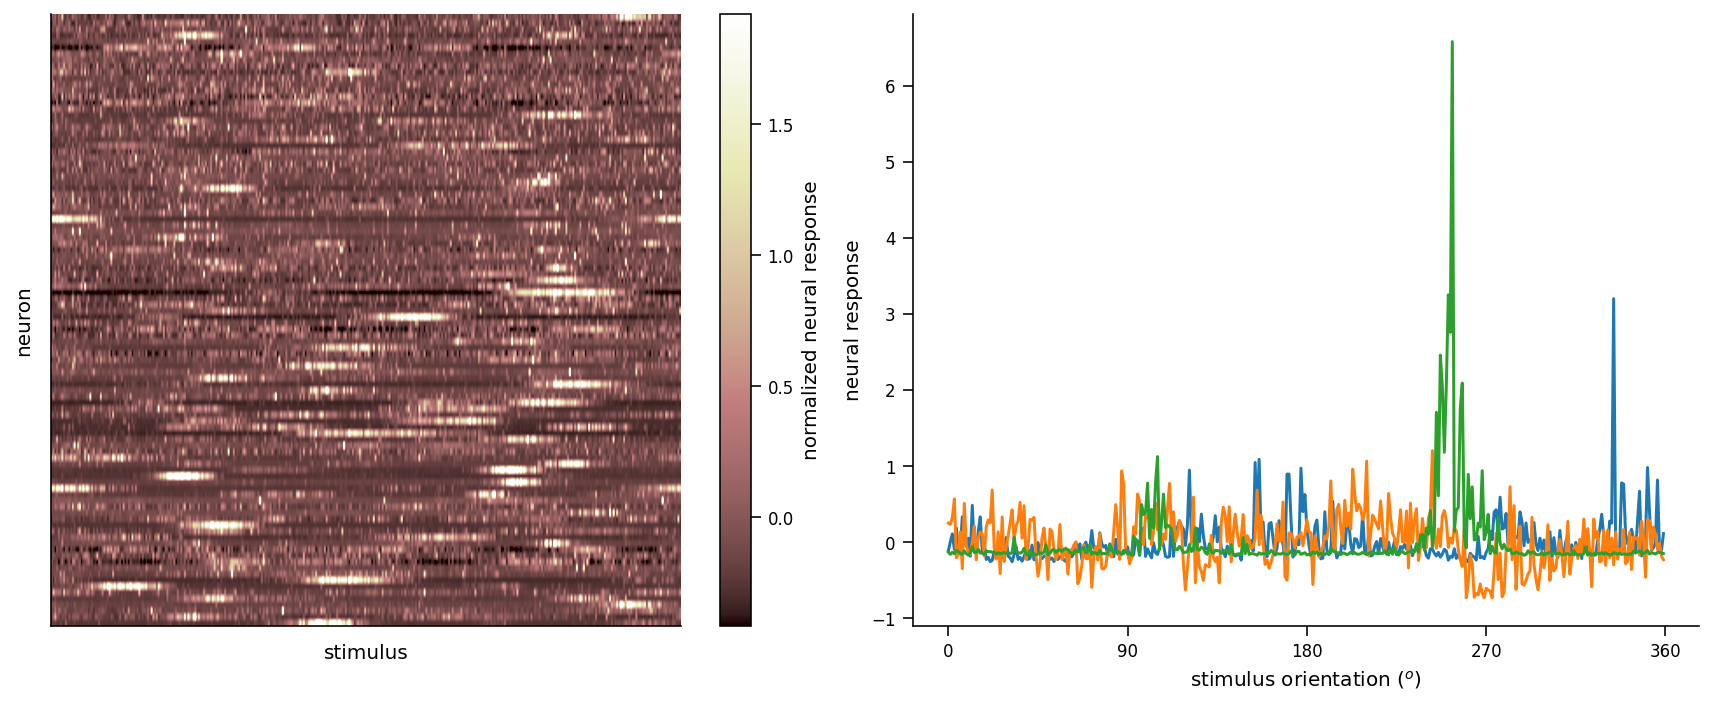 neuron
stimulus
1.5
1.0
0.5
0.0
normalized neural response
neural response
6
5
4
3
2
1
0
−1
0 90 180 270 360
stimulus orientation (o)